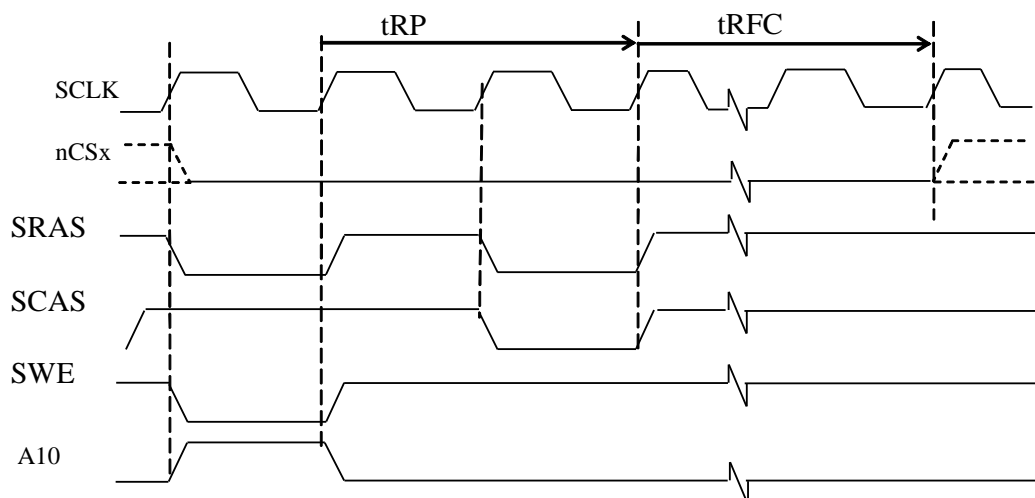 tRP
tRFC
SCLK
nCSx
SRAS
SCAS
SWE
A10